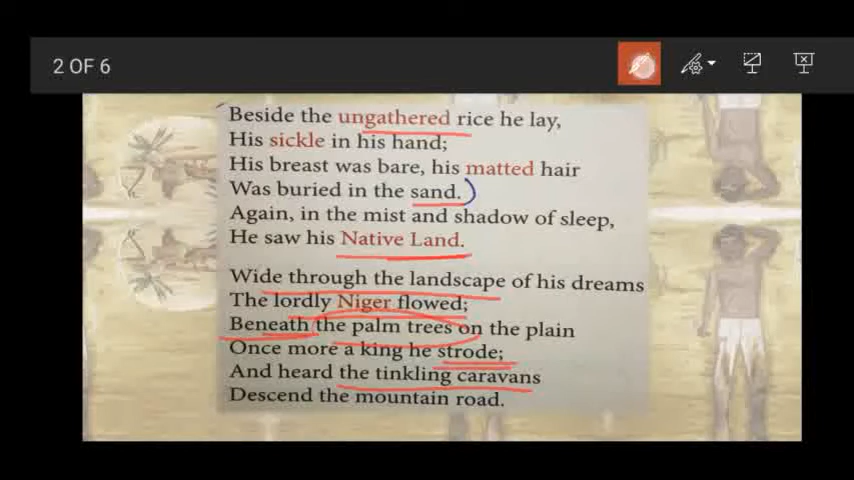 2 OF 6
Beside the ungathered rice he lay,
His sickle in his hand;
His breast was bare, his matted hair
Was buried in the sand.
Again, in the mist and shadow of sleep,
He saw his Native Land.
Wide through the landscape of his dreams
The lordly Niger flowed;
Beneath the palm trees on the plain
Once more a king he strode;
And heard the tinkling caravans
Descend the mountain road.